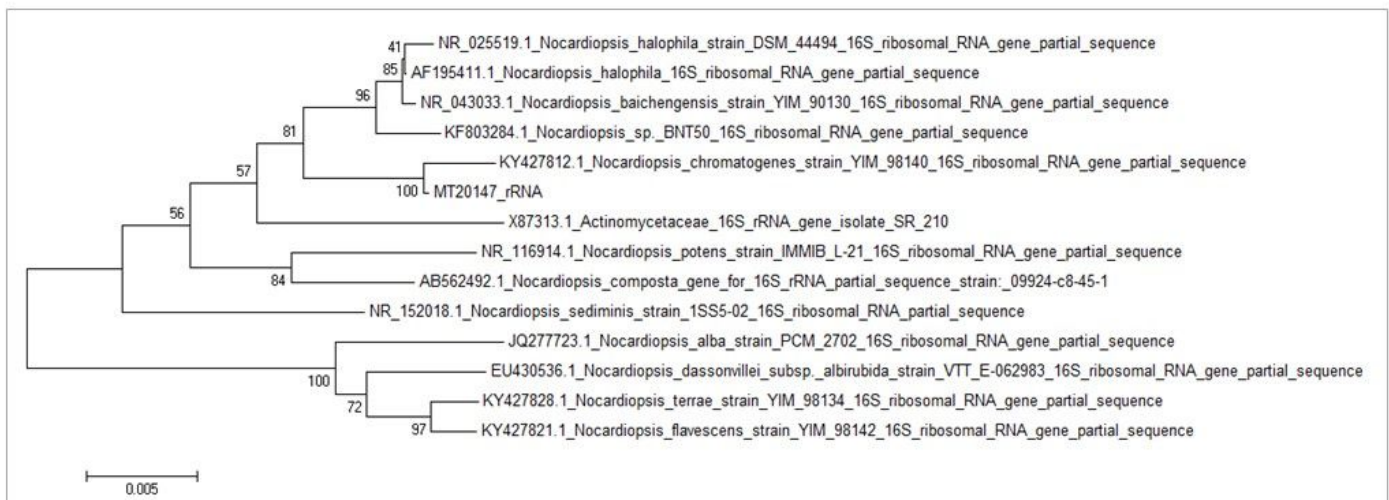 41
NR_025519.1_Nocardiopsis_halophila_strain_DSM_44494_16S_ribosomal_RNA_gene_partial_sequence
85
AF195411.1_Nocardiopsis_halophila_16S_ribosomal_RNA_gene_partial_sequence
96
NR_043033.1_Nocardiopsis_baichengensis_strain_YIM_90130_16S_ribosomal_RNA_gene_partial_sequence
81
KF803284.1_Nocardiopsis_sp._BNT50_16S_ribosomal_RNA_gene_partial_sequence
57
KY427812.1_Nocardiopsis_chromatogenes_strain_YIM_98140_16S_ribosomal_RNA_gene_partial_sequence
100
MT20147_rRNA
56
X87313.1_Actinomycetaceae_16S_rRNA_gene_isolate_SR_210
NR_116914.1_Nocardiopsis_potens_strain_IMMIB_L-21_16S_ribosomal_RNA_gene_partial_sequence
84
AB562492.1_Nocardiopsis_composta_gene_for_16S_rRNA_partial_sequence_strain:_09924-c8-45-1
NR_152018.1_Nocardiopsis_sediminis_strain_1SS5-02_16S_ribosomal_RNA_partial_sequence
JQ277723.1_Nocardiopsis_alba_strain_PCM_2702_16S_ribosomal_RNA_gene_partial_sequence
100
EU430536.1_Nocardiopsis_dassonvillei_subsp._albirubida_strain_VTT_E-062983_16S_ribosomal_RNA_gene_partial_sequence
72
KY427828.1_Nocardiopsis_terrae_strain_YIM_98134_16S_ribosomal_RNA_gene_partial_sequence
97
KY427821.1_Nocardiopsis_flavescens_strain_YIM_98142_16S_ribosomal_RNA_gene_partial_sequence
0.005